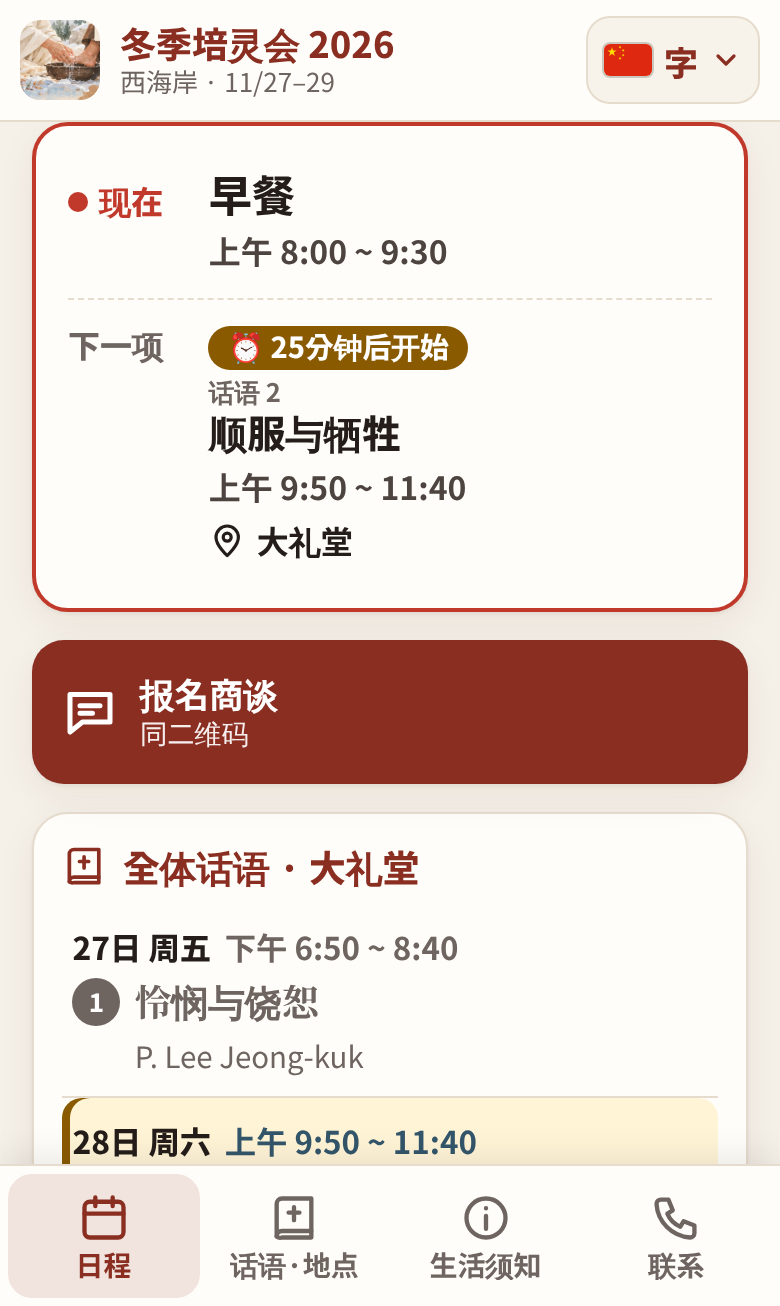 冬季培灵会 2026
西海岸 · 11/27–29
字
现在
早餐
上午 8:00 ~ 9:30
下一项
25分钟后开始
话语 2
顺服与牺牲
上午 9:50 ~ 11:40
大礼堂
报名商谈
同二维码
全体话语 · 大礼堂
27日 周五 下午 6:50 ~ 8:40
1 怜悯与饶恕
P. Lee Jeong-kuk
28日 周六 上午 9:50 ~ 11:40
日程
话语·地点
生活须知
联系